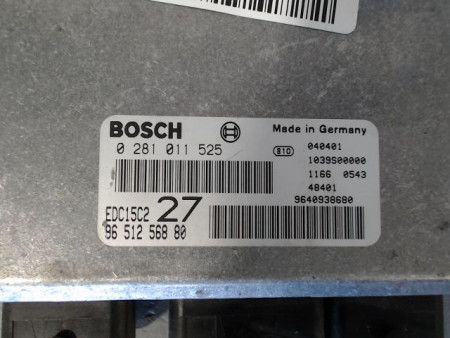 BOSCH
Made in Germany
0 281 011 525
B10
040401
1039S00000
1166 0543
48401
9640938680
EDC15C2 27
96 512 568 80